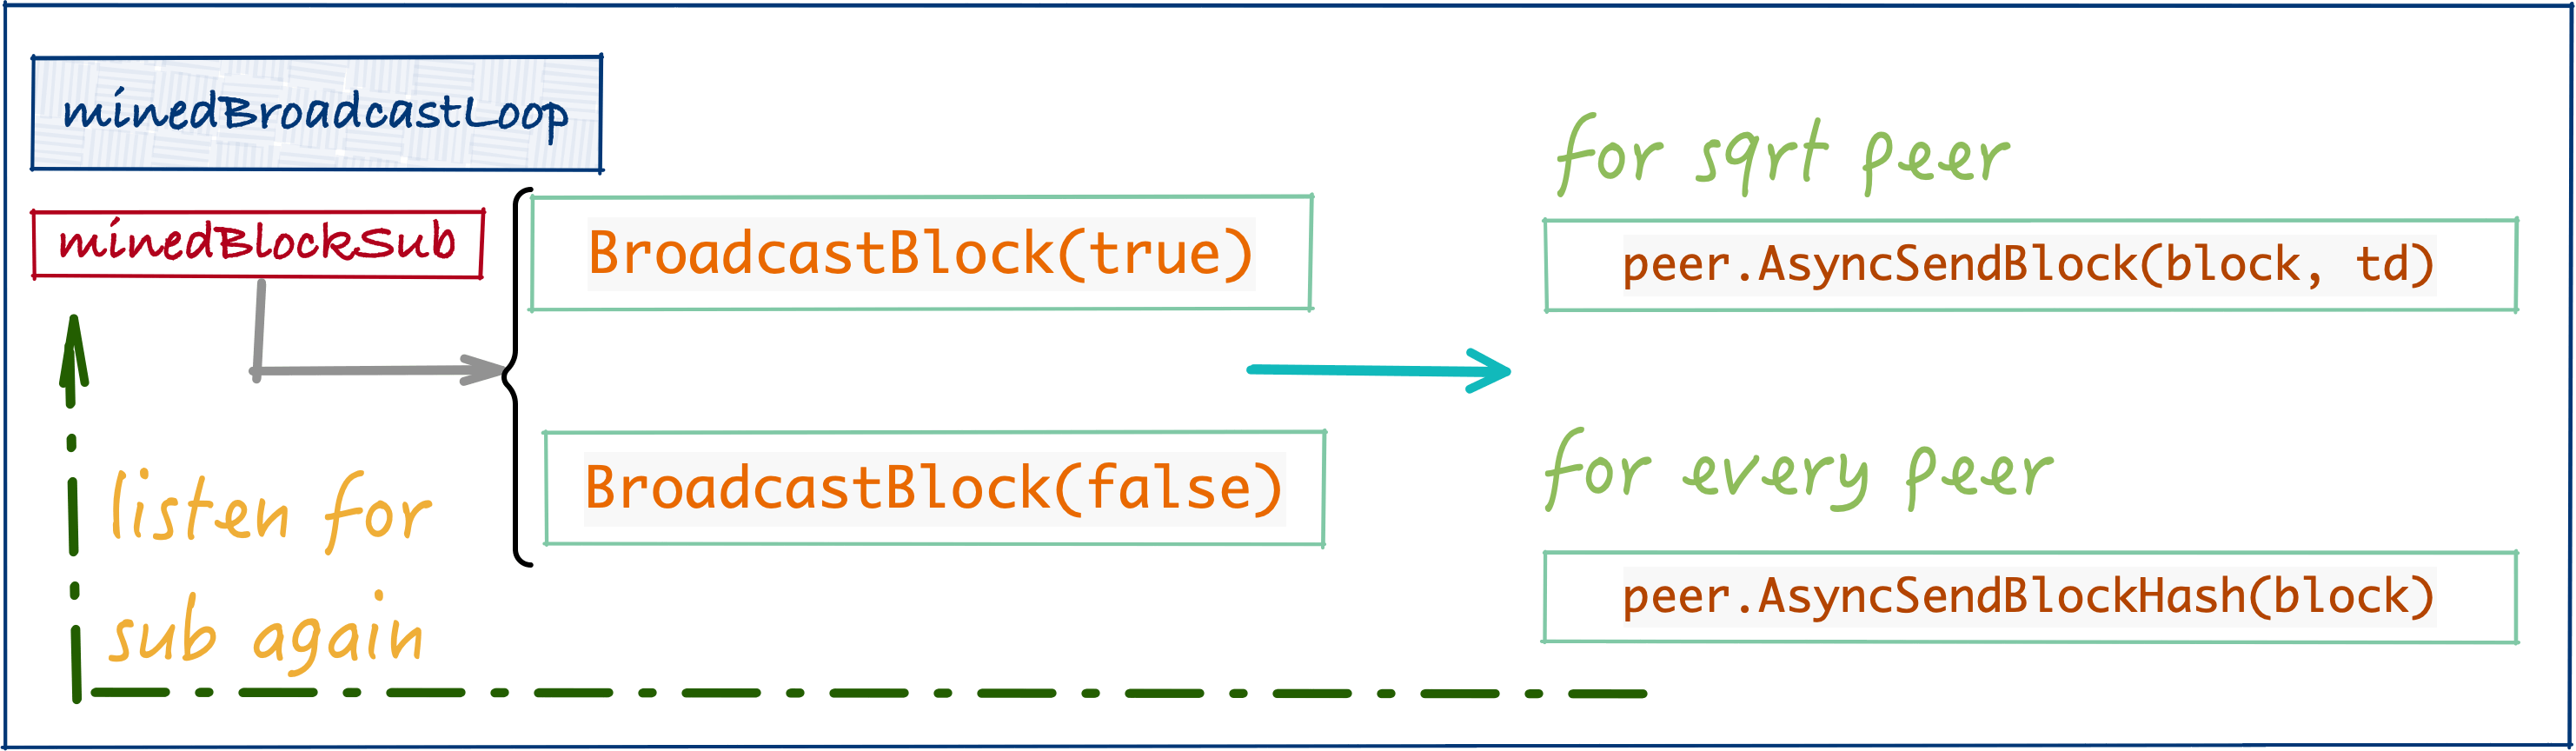 minedBroadcastLoop
minedBlockSub
BroadcastBlock(true)
BroadcastBlock(false)
listen for
sub again
for sqrt peer
peer.AsyncSendBlock(block, td)
for every peer
peer.AsyncSendBlockHash(block)